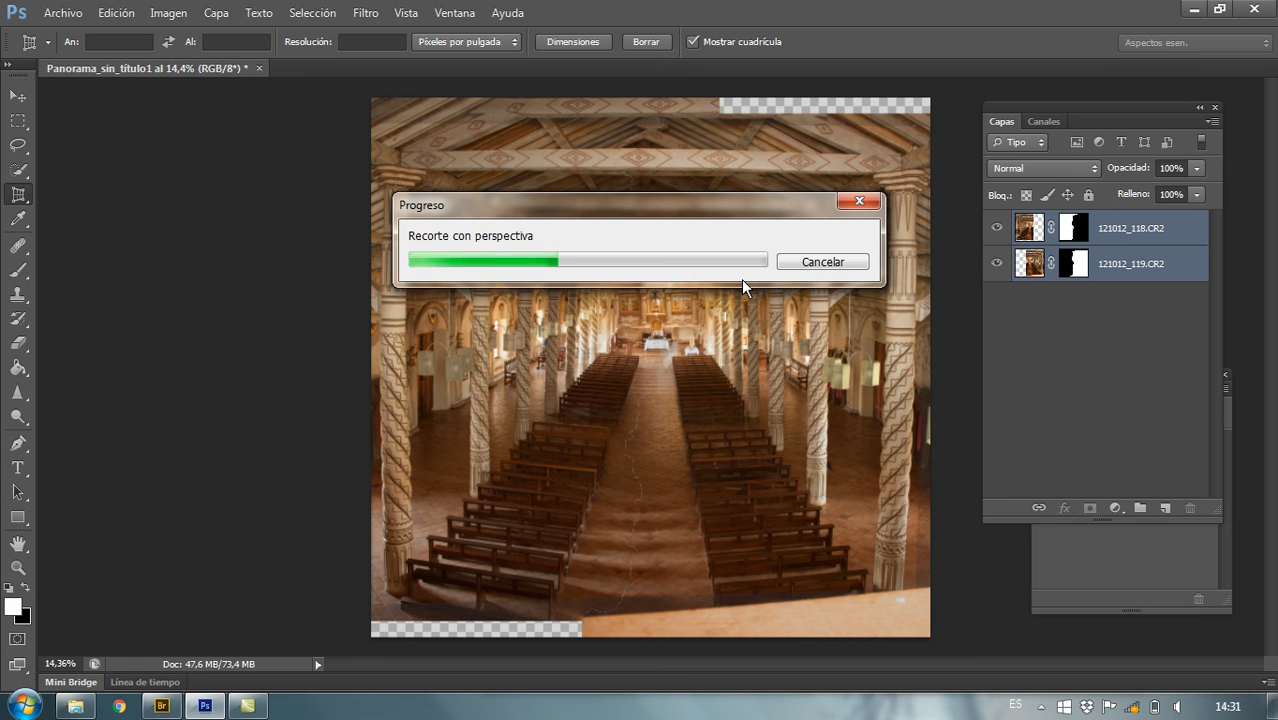 Ps Archivo Edición Imagen Capa Texto Selección Filtro Vista Ventana Ayuda
An: Al: Resolución: Píxeles por pulgada Dimensiones Borrar Mostrar cuadrícula Aspectos esen.
Panorama_sin_título1 al 14,4% (RGB/8*) *
Progreso
Recorte con perspectiva
Cancelar
Capas Canales
Tipo
Normal Opacidad: 100%
Bloq.: Relleno: 100%
121012_118.CR2
121012_119.CR2
14,36% Doc: 47,6 MB/73,4 MB
Mini Bridge Línea de tiempo
Br Ps ES 14:31